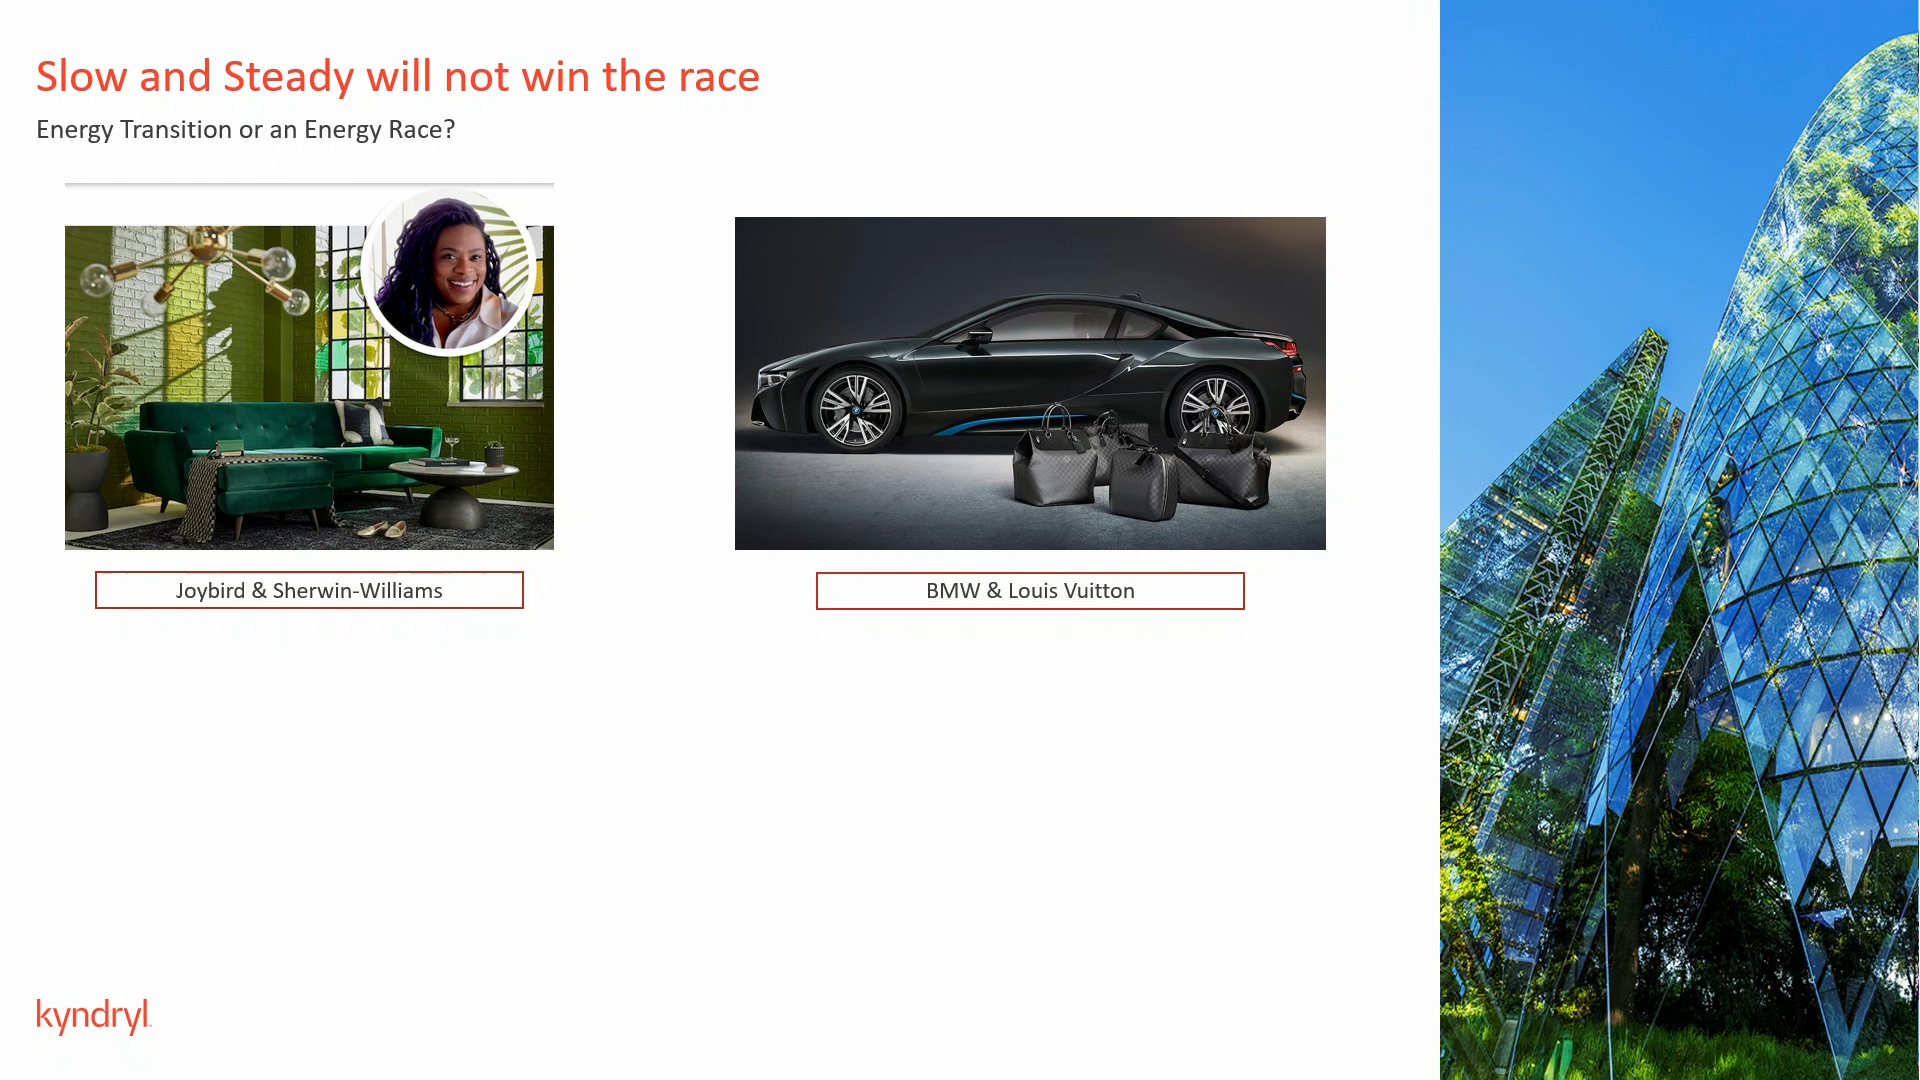 Slow and Steady will not win the race
Energy Transition or an Energy Race?
Joybird & Sherwin-Williams
BMW & Louis Vuitton
kyndryl